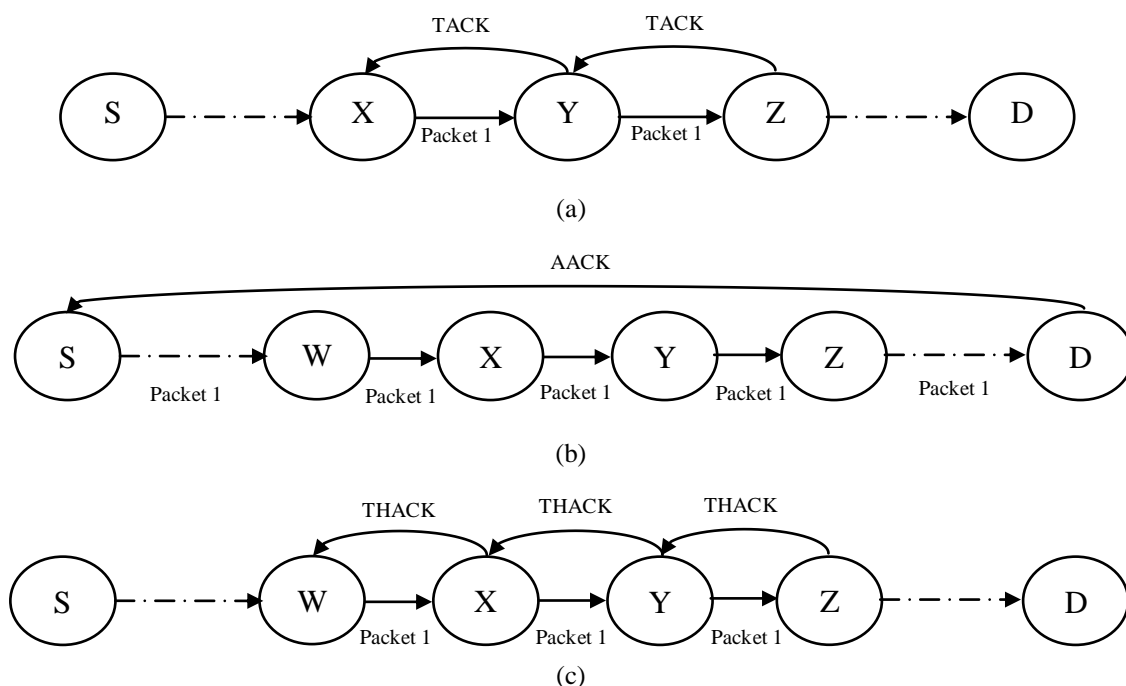 TACK TACK
S X Y Z D
Packet 1 Packet 1
(a)
AACK
S W X Y Z D
Packet 1 Packet 1 Packet 1 Packet 1 Packet 1
(b)
THACK THACK THACK
S W X Y Z D
Packet 1 Packet 1 Packet 1
(c)